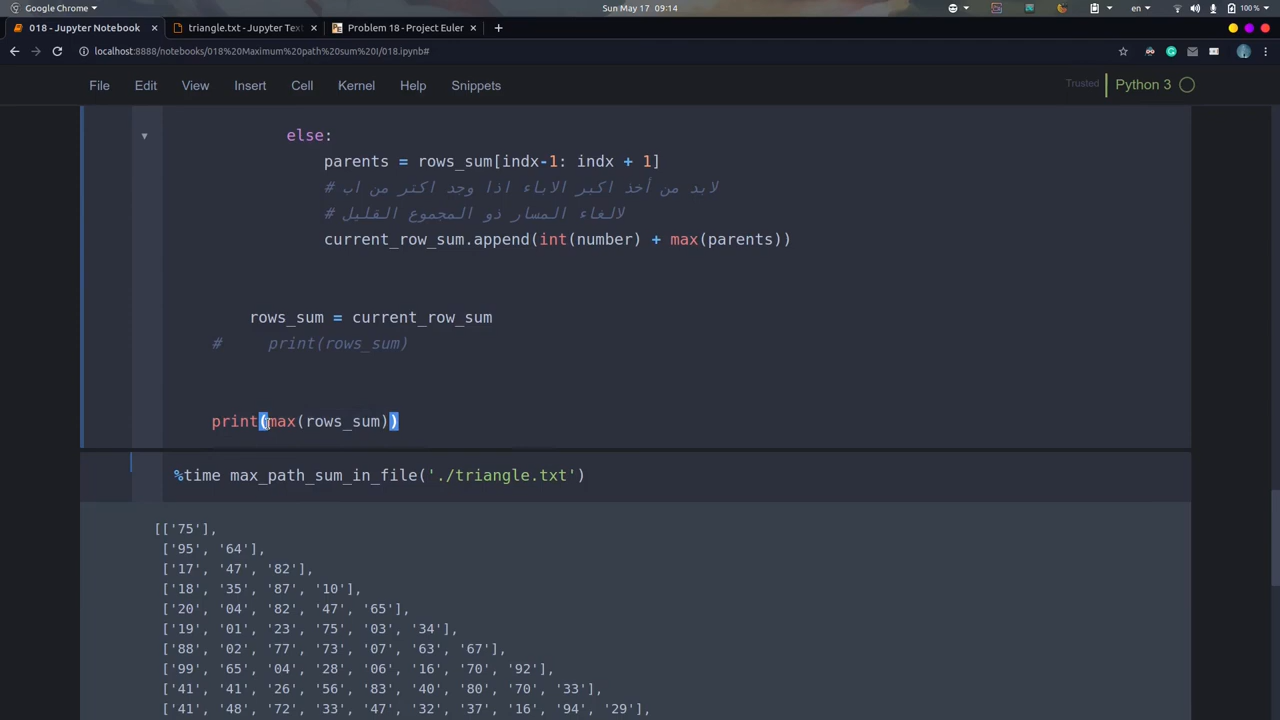 Google Chrome
Sun May 17 09:14
en
100 %
018 - Jupyter Notebook
triangle.txt - Jupyter Text
Problem 18 - Project Euler
localhost:8888/notebooks/018%20Maximum%20path%20sum%20I/018.ipynb#
File Edit View Insert Cell Kernel Help Snippets
Trusted
Python 3
else:
parents = rows_sum[indx-1: indx + 1]
# لابد من أخذ اكبر الاباء اذا وجد اكثر من اب
# لالغاء المسار ذو المجموع القليل
current_row_sum.append(int(number) + max(parents))
rows_sum = current_row_sum
# print(rows_sum)
print(max(rows_sum))
%time max_path_sum_in_file('./triangle.txt')
[['75'],
['95', '64'],
['17', '47', '82'],
['18', '35', '87', '10'],
['20', '04', '82', '47', '65'],
['19', '01', '23', '75', '03', '34'],
['88', '02', '77', '73', '07', '63', '67'],
['99', '65', '04', '28', '06', '16', '70', '92'],
['41', '41', '26', '56', '83', '40', '80', '70', '33'],
['41', '48', '72', '33', '47', '32', '37', '16', '94', '29'],